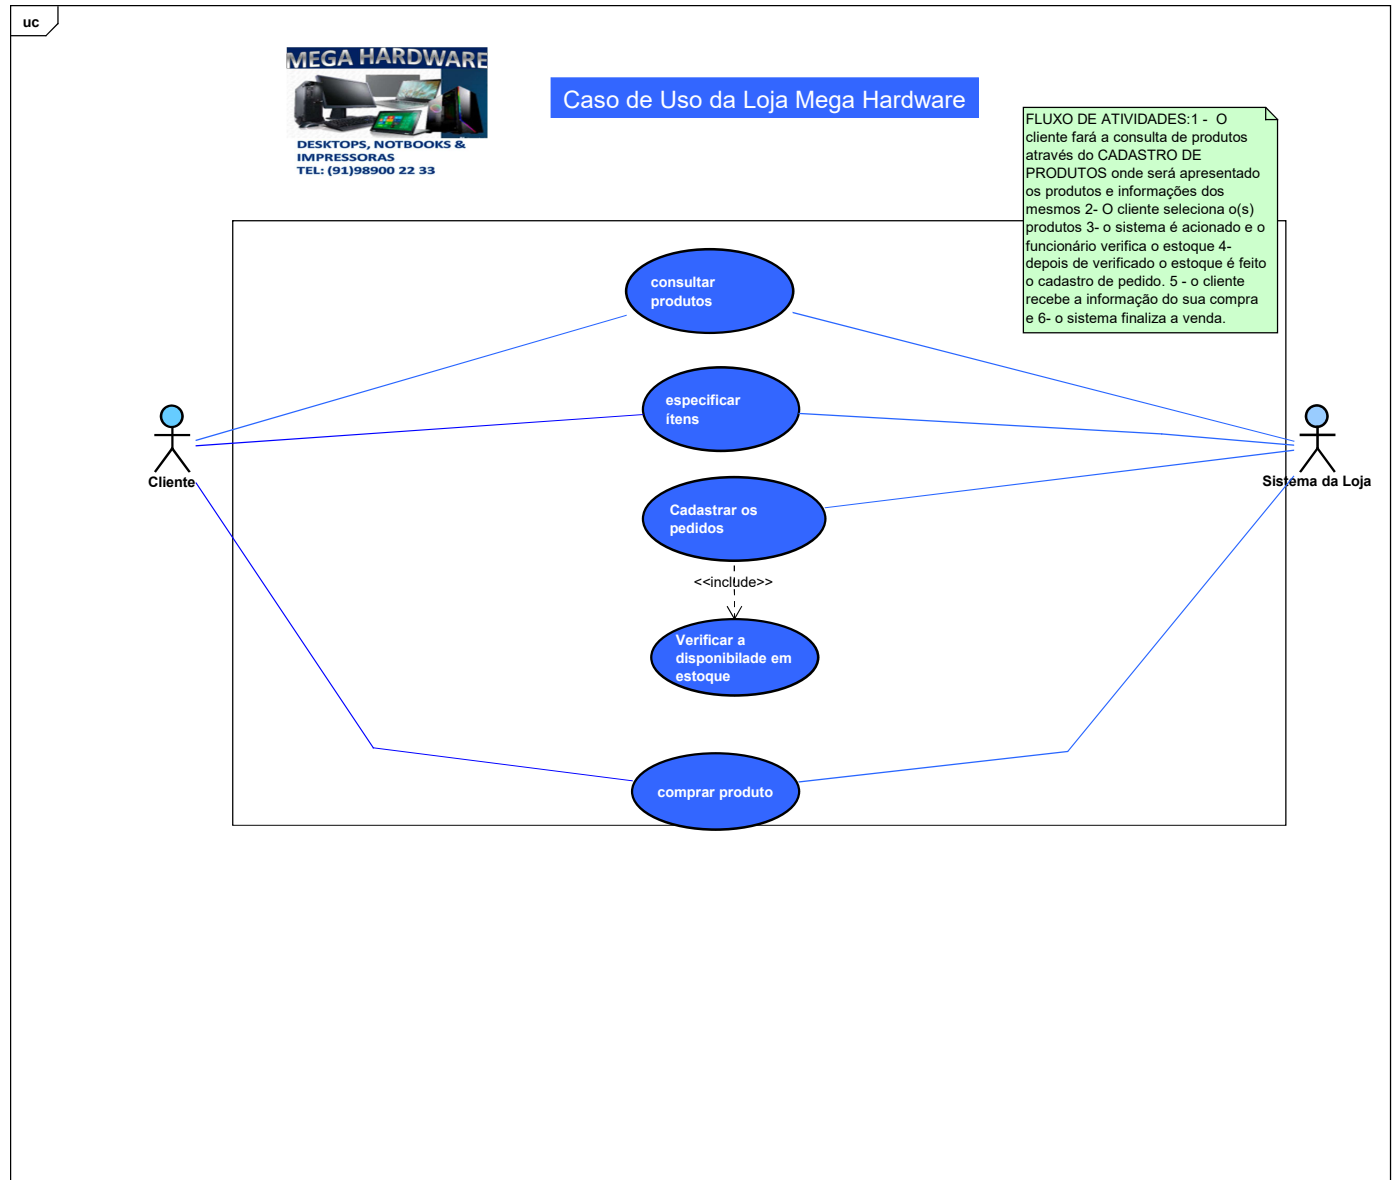 uc
MEGA HARDWARE
DESKTOPS, NOTBOOKS &
IMPRESSORAS
TEL: (91)98900 22 33
Caso de Uso da Loja Mega Hardware
FLUXO DE ATIVIDADES:1 - O
cliente fará a consulta de produtos
através do CADASTRO DE
PRODUTOS onde será apresentado
os produtos e informações dos
mesmos 2- O cliente seleciona o(s)
produtos 3- o sistema é acionado e o
funcionário verifica o estoque 4-
depois de verificado o estoque é feito
o cadastro de pedido. 5 - o cliente
recebe a informação do sua compra
e 6- o sistema finaliza a venda.
consultar
produtos
especificar
ítens
Cliente
Sistema da Loja
Cadastrar os
pedidos
<<include>>
Verificar a
disponibilade em
estoque
comprar produto